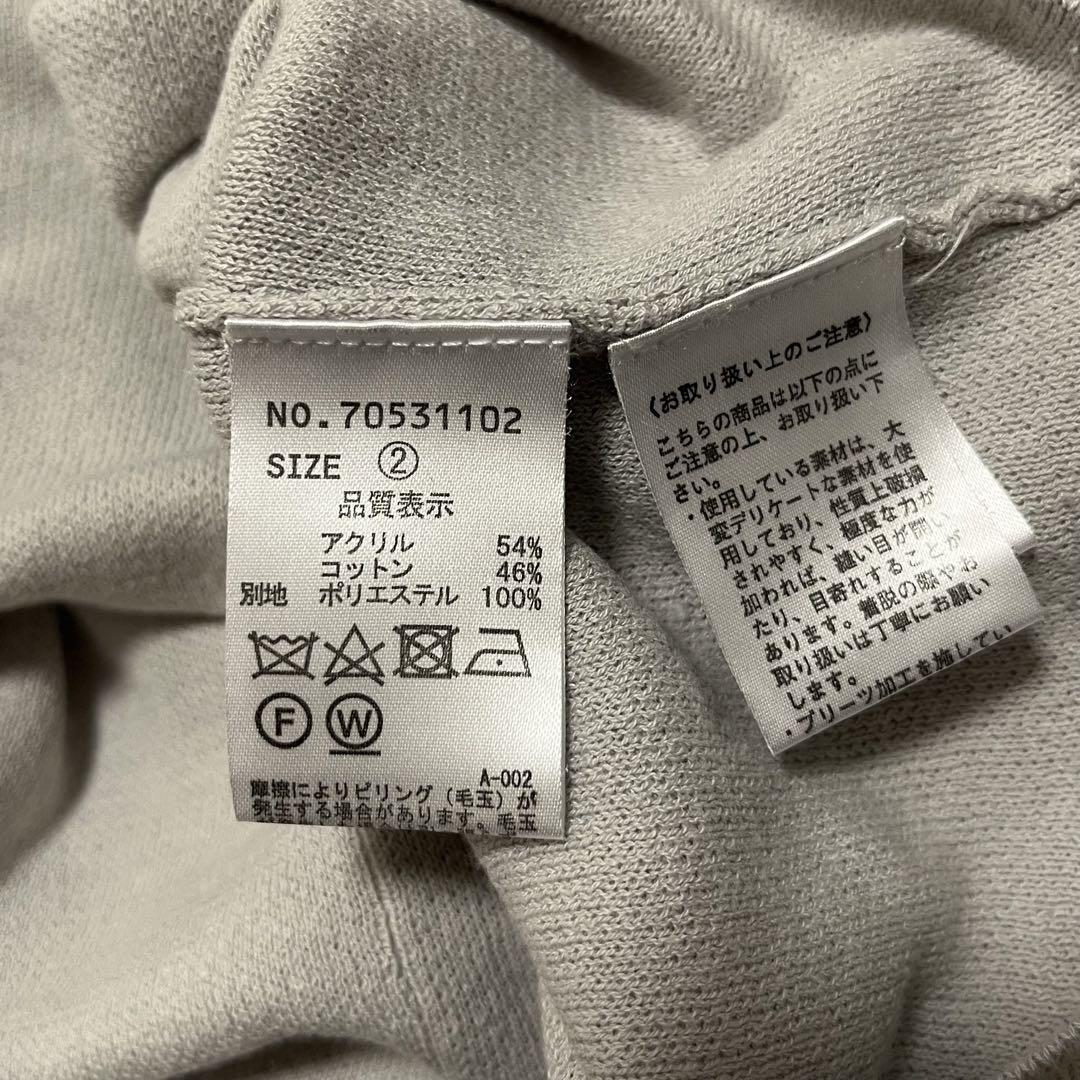 NO.70531102
SIZE ②
品質表示
アクリル 54%
コットン 46%
別地 ポリエステル 100%
F W
A-002
摩擦によりピリング(毛玉)が
発生する場合があります。毛玉
〈お取り扱い上のご注意〉
こちらの商品は以下の点に
ご注意の上、お取り扱い下
さい。
・使用している素材は、大
変デリケートな素材を使
用しており、性質上破損
されやすく、極度な力が
加われば、縫い目が開い
たり、目寄れすることが
あります。着脱の際やお
取り扱いは丁寧にお願い
します。
・プリーツ加工を施してい